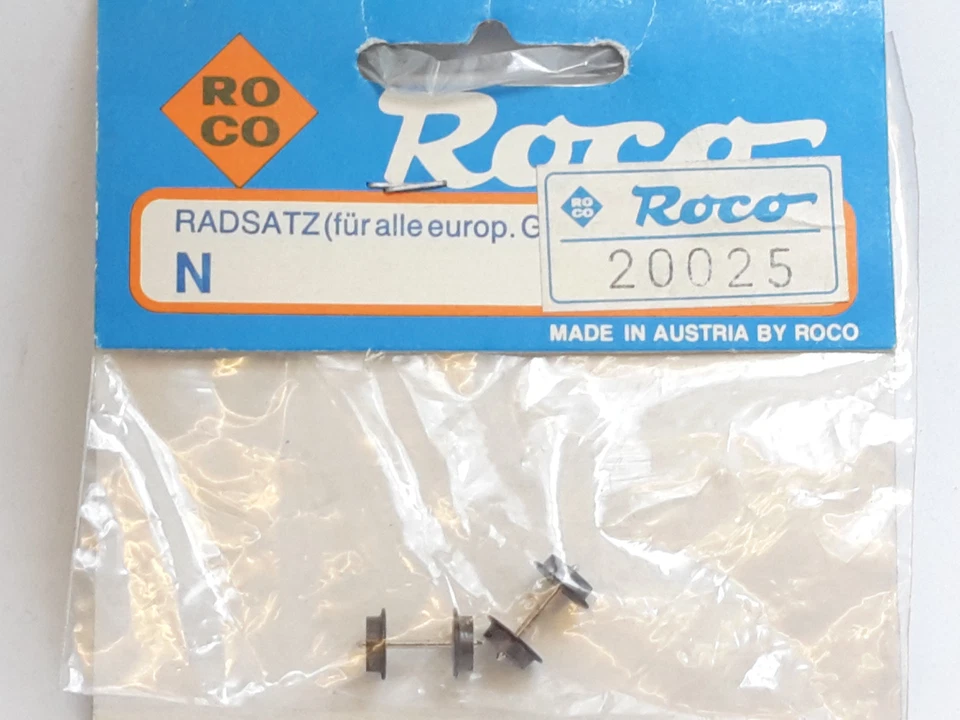 RO
CO
Roco
RADSATZ (für alle europ. G
N
RO
CO
Roco
20025
MADE IN AUSTRIA BY ROCO